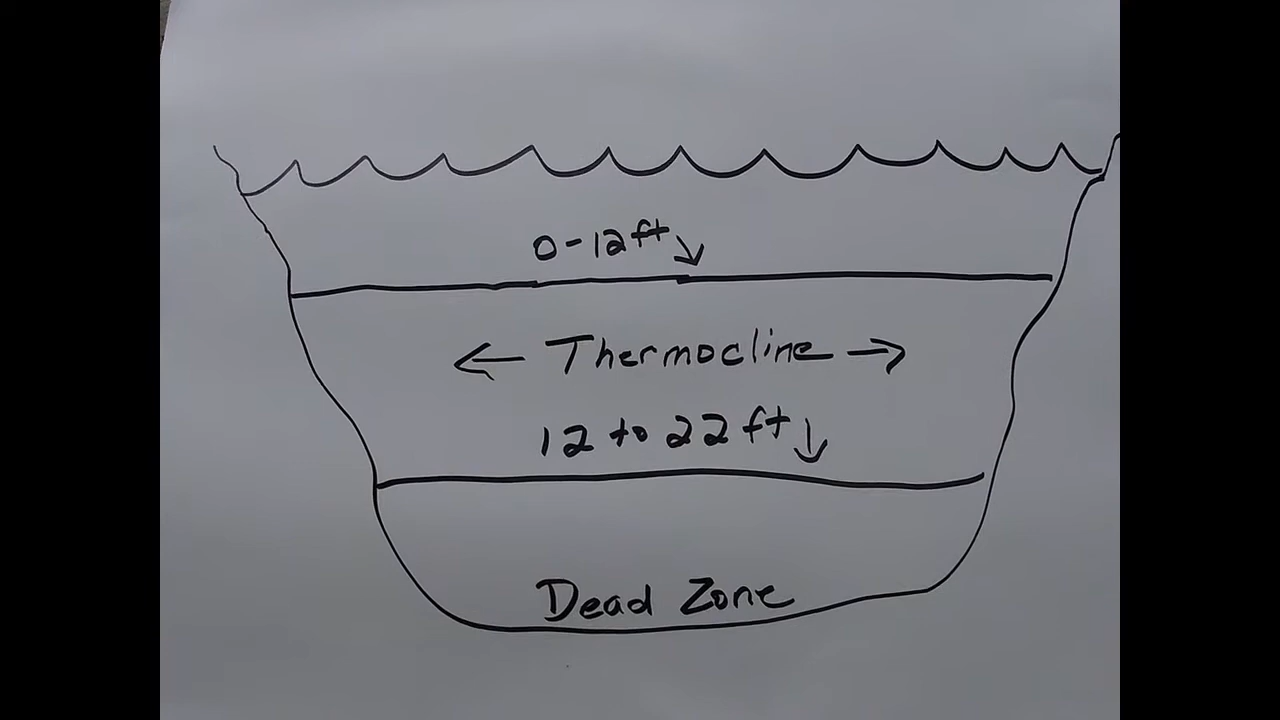 0-12ft ↘
← Thermocline →
12 to 22ft ↓
Dead Zone